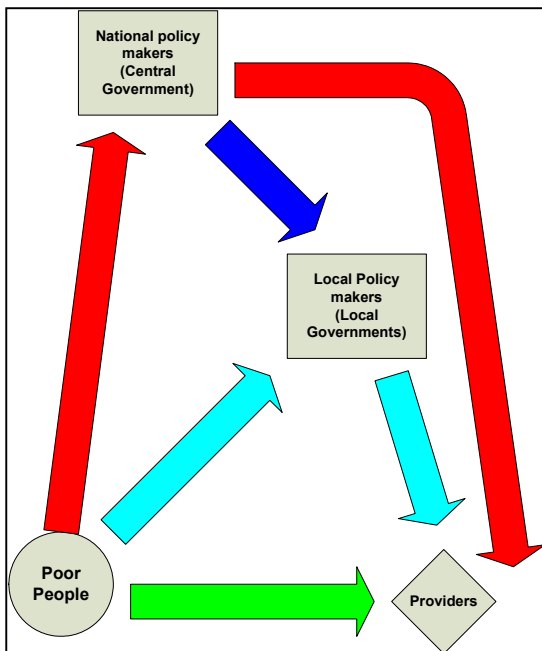 National policy
makers
(Central
Government)
Local Policy
makers
(Local
Governments)
Poor
People
Providers